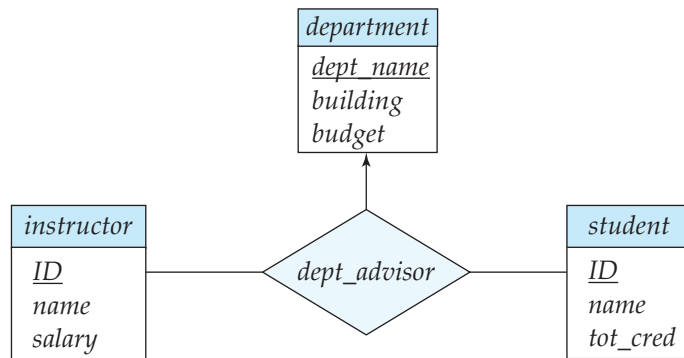 department
dept_name
building
budget
instructor
ID
name
salary
dept_advisor
student
ID
name
tot_cred